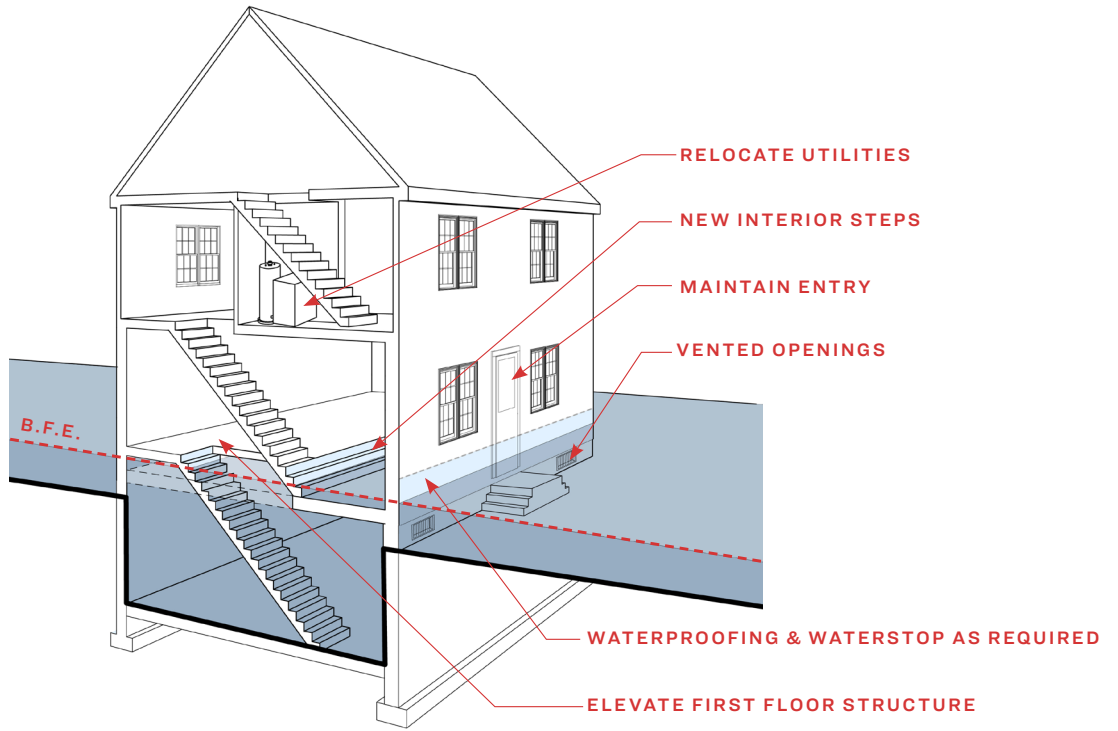 RELOCATE UTILITIES
NEW INTERIOR STEPS
MAINTAIN ENTRY
VENTED OPENINGS
B.F.E.
WATERPROOFING & WATERSTOP AS REQUIRED
ELEVATE FIRST FLOOR STRUCTURE